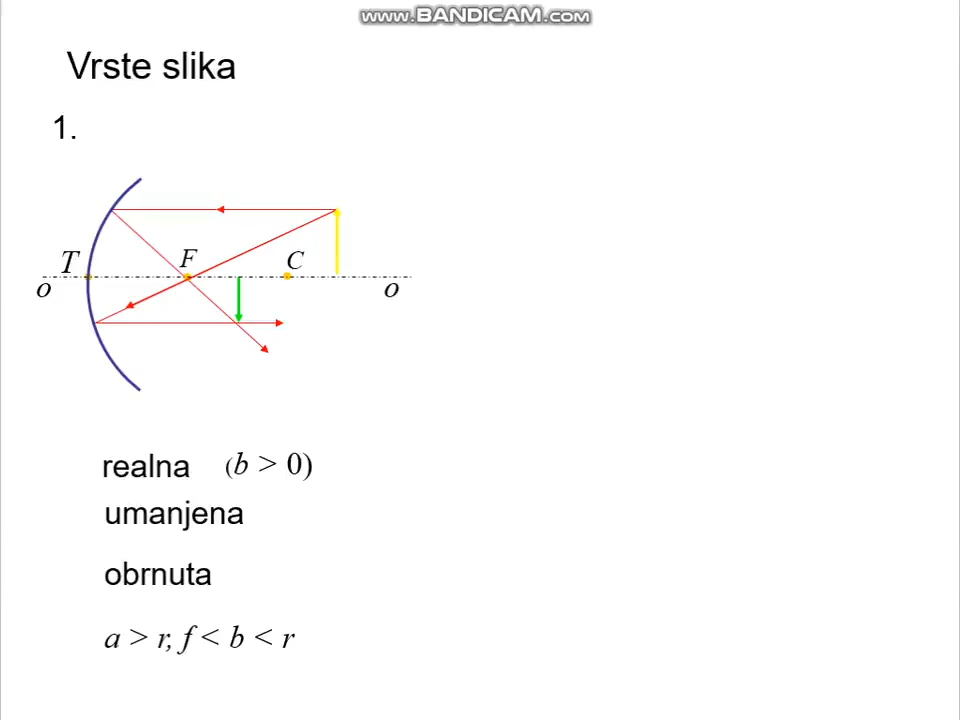 www.BANDICAM.com
Vrste slika
1.
T F C
o o
realna (b > 0)
umanjena
obrnuta
a > r, f < b < r